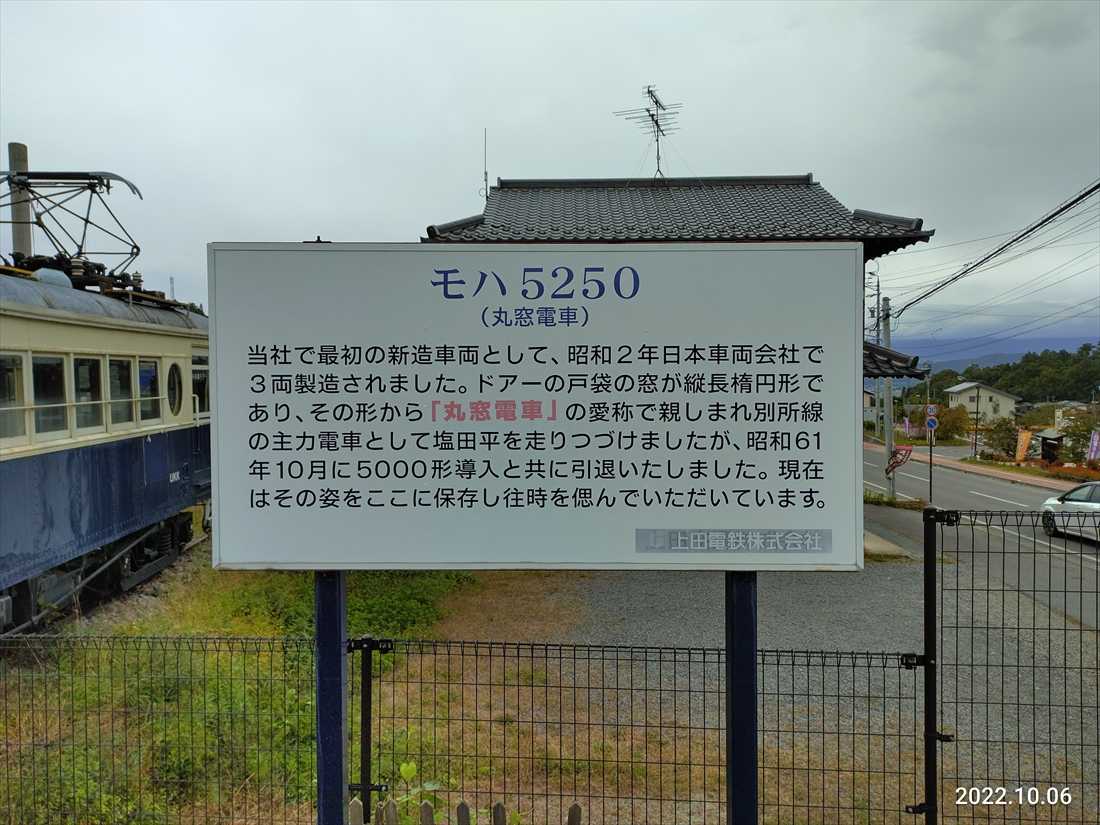 モハ5250
(丸窓電車)
当社で最初の新造車両として、昭和2年日本車両会社で
3両製造されました。ドアーの戸袋の窓が縦長楕円形で
あり、その形から『丸窓電車』の愛称で親しまれ別所線
の主力電車として塩田平を走りつづけましたが、昭和61
年10月に5000形導入と共に引退いたしました。現在
はその姿をここに保存し往時を偲んでいただいています。
上田電鉄株式会社
2022.10.06